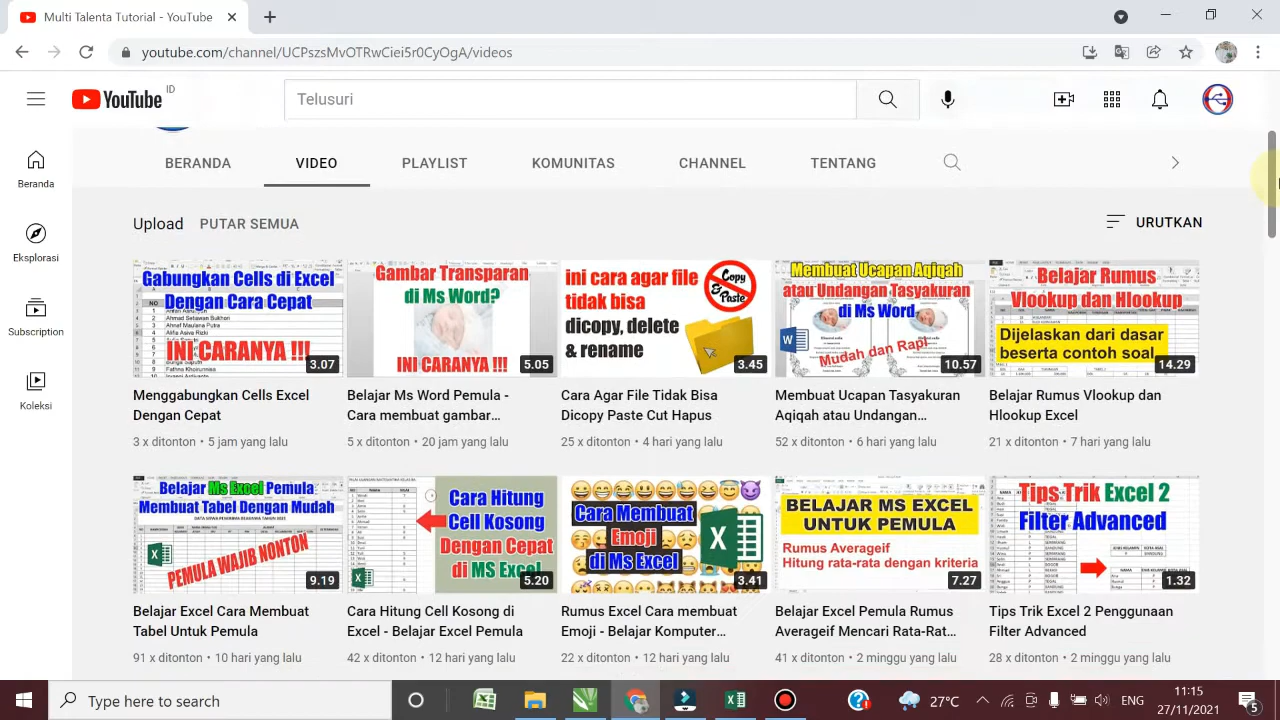 Multi Talenta Tutorial - YouTube
youtube.com/channel/UCPszsMvOTRwCiei5r0CyOgA/videos
YouTube ID
Telusuri
BERANDA VIDEO PLAYLIST KOMUNITAS CHANNEL TENTANG
Beranda
Eksplorasi
Subscription
Koleksi
Upload PUTAR SEMUA
URUTKAN
Gabungkan Cells di Excel
Dengan Cara Cepat
NO
Ahmad Setiawan Bukhari
Ahnaf Maulana Putra
Alfia Asiva Rizki
INI CARANYA !!!
3.07
Menggabungkan Cells Excel
Dengan Cepat
3 x ditonton • 5 jam yang lalu
Gambar Transparan
di Ms Word?
INI CARANYA !!!
5.05
Belajar Ms Word Pemula -
Cara membuat gambar...
5 x ditonton • 20 jam yang lalu
ini cara agar file
tidak bisa
dicopy, delete
& rename
Copy
& Paste
3.45
Cara Agar File Tidak Bisa
Dicopy Paste Cut Hapus
25 x ditonton • 4 hari yang lalu
Membuat Ucapan Aqiqah
atau Undangan Tasyakuran
di Ms Word
Mudah dan Rapi
10.57
Membuat Ucapan Tasyakuran
Aqiqah atau Undangan...
52 x ditonton • 6 hari yang lalu
Belajar Rumus
Vlookup dan Hlookup
Dijelaskan dari dasar
beserta contoh soal
14.29
Belajar Rumus Vlookup dan
Hlookup Excel
21 x ditonton • 7 hari yang lalu
Belajar Ms Excel Pemula
Membuat Tabel Dengan Mudah
PEMULA WAJIB NONTON
9.19
Belajar Excel Cara Membuat
Tabel Untuk Pemula
91 x ditonton • 10 hari yang lalu
Cara Hitung
Cell Kosong
Dengan Cepat
di MS Excel
5.20
Cara Hitung Cell Kosong di
Excel - Belajar Excel Pemula
42 x ditonton • 12 hari yang lalu
Cara Membuat
Emoji
di Ms Excel
3.41
Rumus Excel Cara membuat
Emoji - Belajar Komputer...
22 x ditonton • 12 hari yang lalu
BELAJAR MS EXCEL
UNTUK PEMULA
Rumus Averageif
Hitung rata-rata dengan kriteria
7.27
Belajar Excel Pemula Rumus
Averageif Mencari Rata-Rat...
41 x ditonton • 2 minggu yang lalu
Tips Trik Excel 2
Filter Advanced
1.32
Tips Trik Excel 2 Penggunaan
Filter Advanced
28 x ditonton • 2 minggu yang lalu
Type here to search
27°C
ENG
11:15
27/11/2021
5